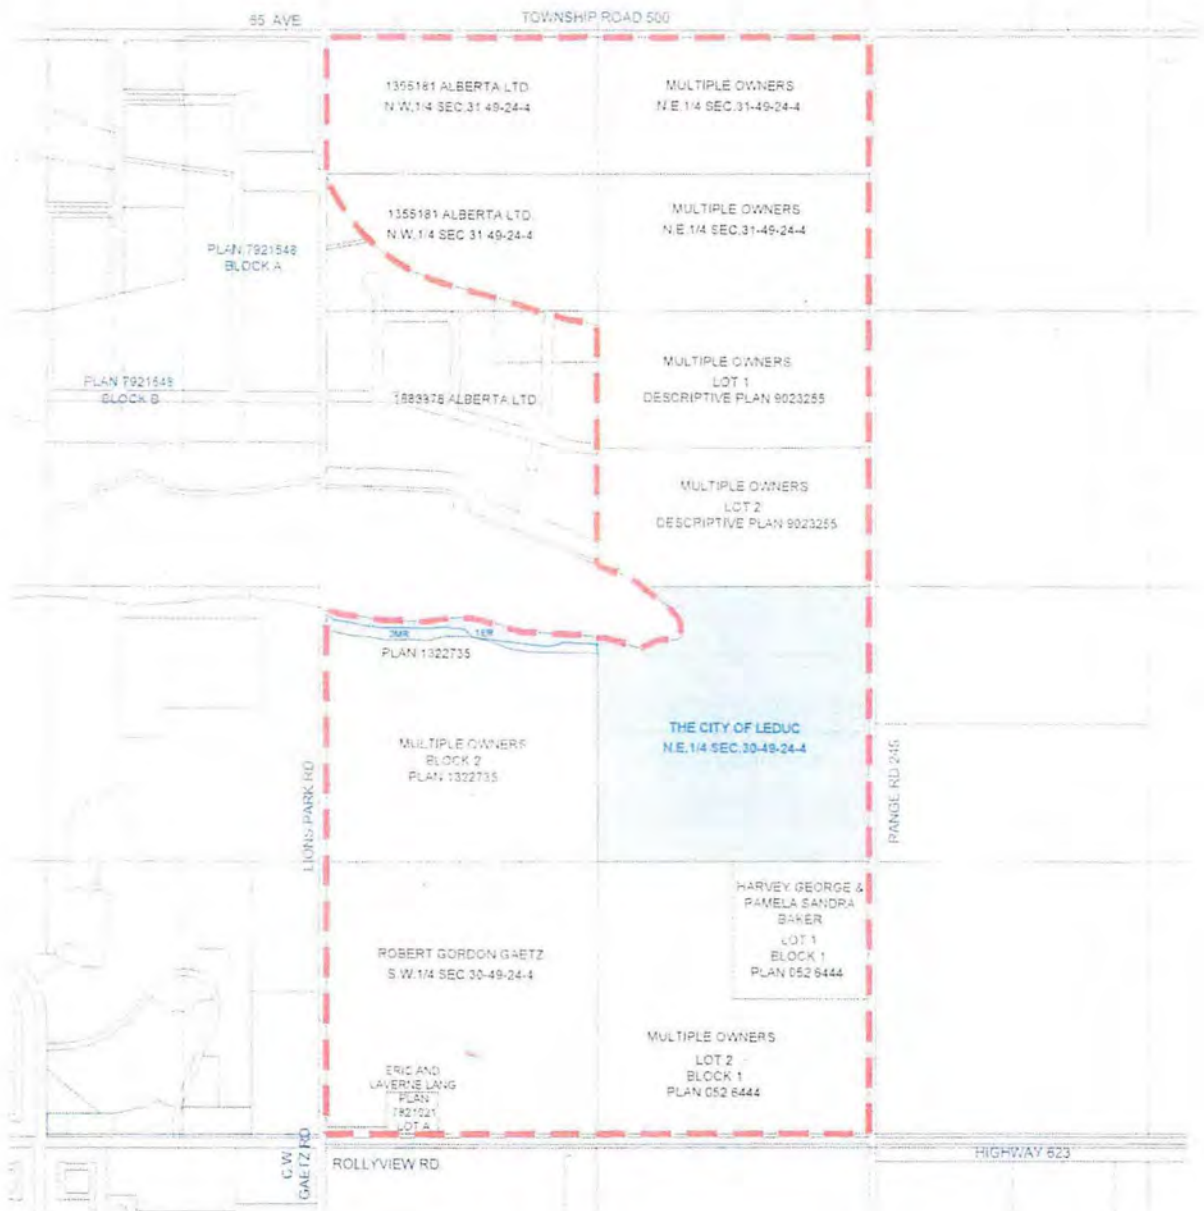 65 AVE
TOWNSHIP ROAD 500
1355181 ALBERTA LTD
N.W.1/4 SEC.31-49-24-4
MULTIPLE OWNERS
N.E.1/4 SEC.31-49-24-4
1355181 ALBERTA LTD.
N.W.1/4 SEC.31-49-24-4
MULTIPLE OWNERS
N.E.1/4 SEC.31-49-24-4
PLAN 7921548
BLOCK A
MULTIPLE OWNERS
LOT 1
DESCRIPTIVE PLAN 9023255
PLAN 7921548
BLOCK B
ALBERTA LTD.
MULTIPLE OWNERS
LOT 2
DESCRIPTIVE PLAN 9023255
2MR
1ER
PLAN 1322735
THE CITY OF LEDUC
N.E.1/4 SEC.30-49-24-4
MULTIPLE OWNERS
BLOCK 2
PLAN 1322735
LIONS PARK RD
RANGE RD 245
HARVEY GEORGE &
PAMELA SANDRA
BAKER
LOT 1
BLOCK 1
PLAN 052 6444
ROBERT GORDON GAETZ
S.W.1/4 SEC 30-49-24-4
MULTIPLE OWNERS
LOT 2
BLOCK 1
PLAN 052 6444
ERIC AND
LAVERNE LANG
PLAN
7821021
LOT A
C.W.
GAETZ RD
ROLLYVIEW RD
HIGHWAY 623